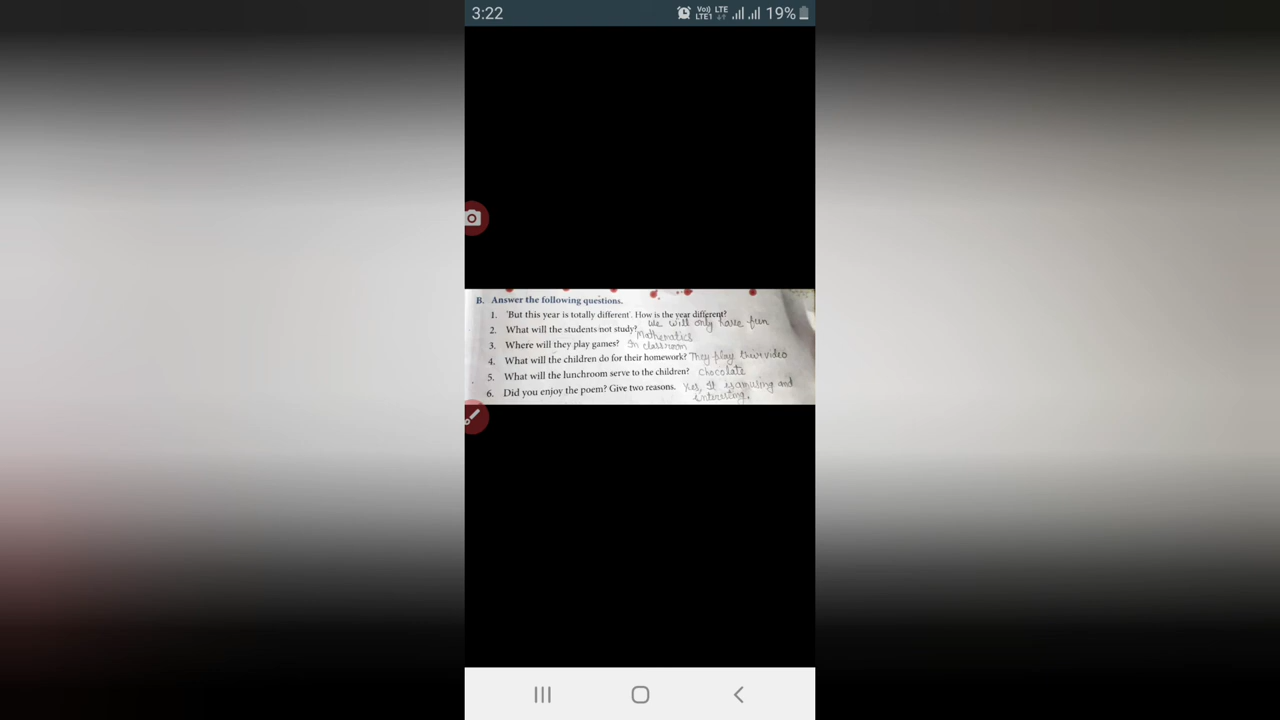 3:22 Vo)) LTE LTE1 19%
B. Answer the following questions.
1. 'But this year is totally different'. How is the year different?
We will only have fun
2. What will the students not study? Mathematics
3. Where will they play games? In classroom
4. What will the children do for their homework? They play their video
5. What will the lunchroom serve to the children? chocolate
6. Did you enjoy the poem? Give two reasons. Yes, It is amusing and
interesting.